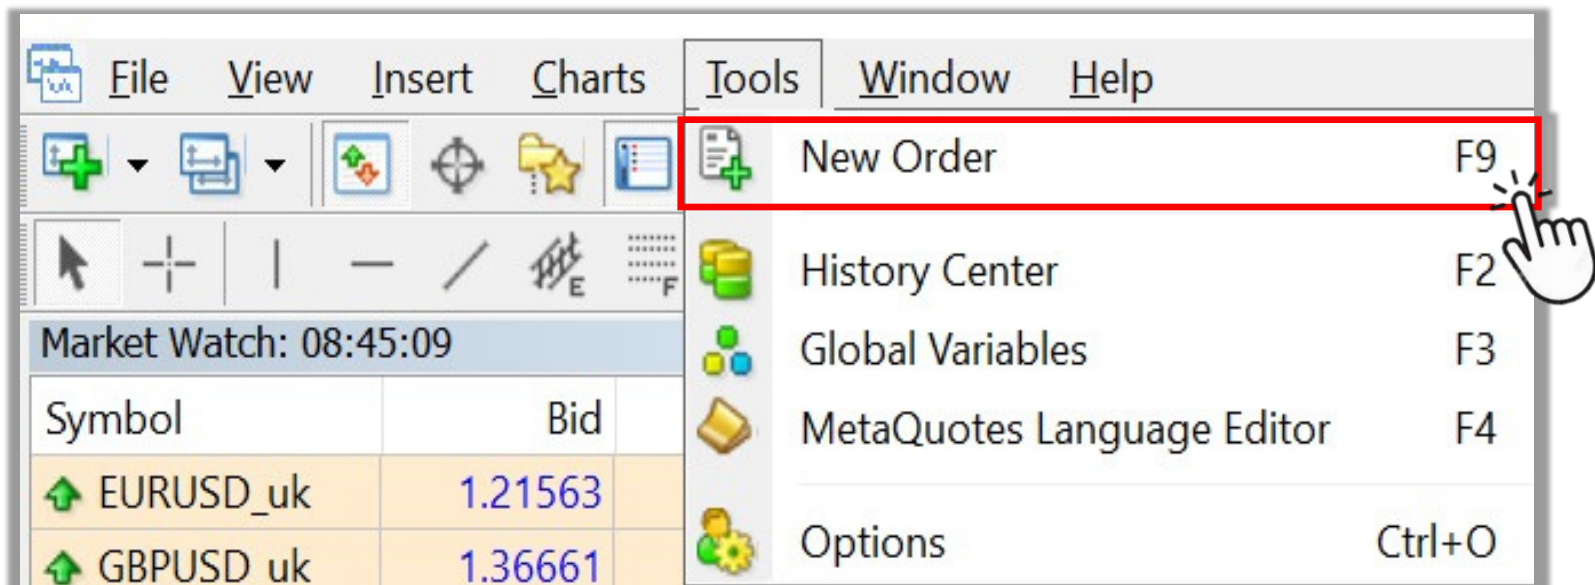 File View Insert Charts Tools Window Help
New Order F9
E F
History Center F2
Market Watch: 08:45:09
Global Variables F3
Symbol Bid
MetaQuotes Language Editor F4
EURUSD_uk 1.21563
Options Ctrl+O
GBPUSD_uk 1.36661